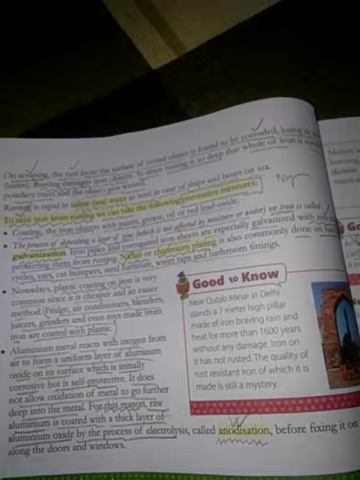 On scraping, the rust from the surface of rusted object is found to be corroded, losing its
(lustre). Rusting damages iron objects. At times rusting is so deep that whole of iron is
powdery rust and the object gets wasted.
Rusting is rapid in saline (sea) water as in case of ships and boats on sea.
To save iron from rusting we can take the following preventive measures:
• Coating the iron objects with paints, grease, oil or red lead oxide.
• The process of depositing a layer of zinc (which is not affected by moisture or water) on iron is called
galvanization. Iron pipes and corrugated iron sheets are especially galvanized with zinc
protecting them from rusting. Nickel or chromium plating is also commonly done on
cycles, cars, car bumpers, steel furniture, water taps and bathroom fittings.
• Nowadays, plastic coating on iron is very
common since it is cheaper and an easier
method. Fridge, air conditioners, blenders,
juicers, grinders and even toys made from
iron are coated with plastic.
• Aluminium metal reacts with oxygen from
air to form a uniform layer of aluminum
oxide on its surface which is initially
corrosive but is self-protective. It does
not allow oxidation of metal to go further
deep into the metal. For this reason, raw
aluminium is coated with a thick layer of
aluminium oxide by the process of electrolysis, called anodisation, before fixing it on
along the doors and windows.
Good to Know
Near Qutab Minar in Delhi
stands a 7 meter high pillar
made of iron braving rain and
heat for more than 1600 years
without any damage. Iron on
it has not rusted. The quality of
rust resistant iron of which it is
made is still a mystery.